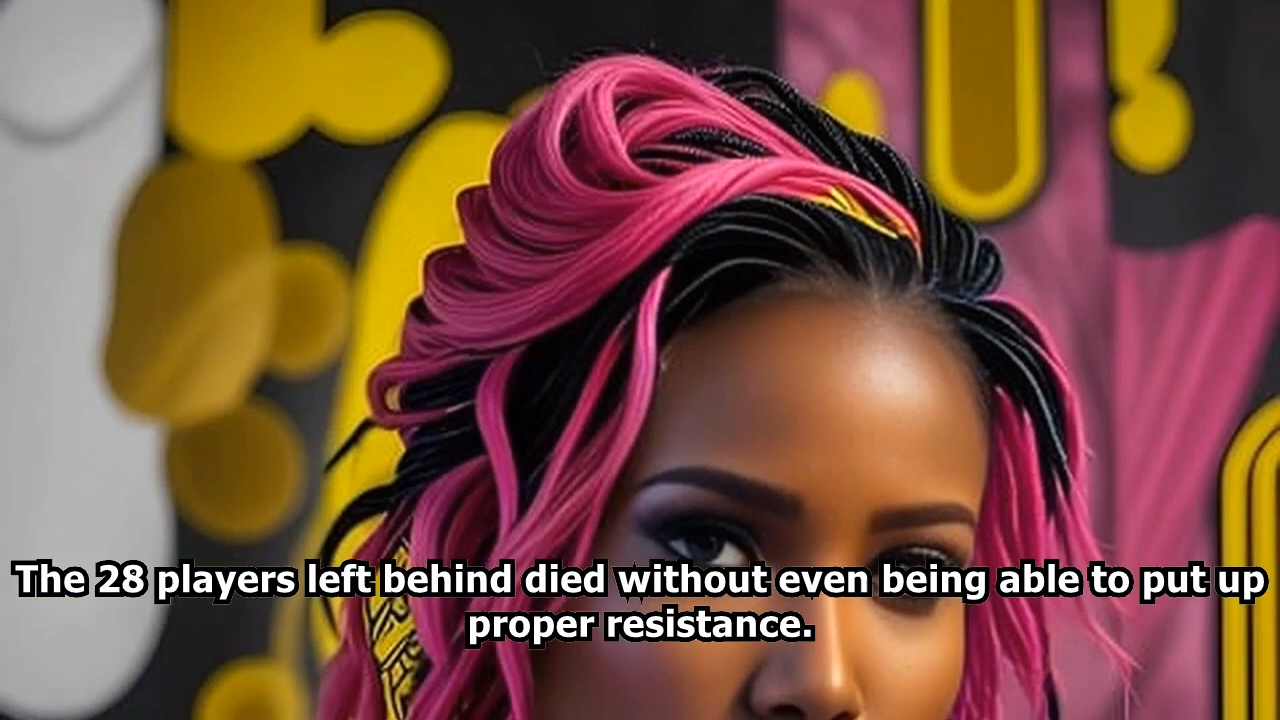 The 28 players left behind died without even being able to put up
proper resistance.